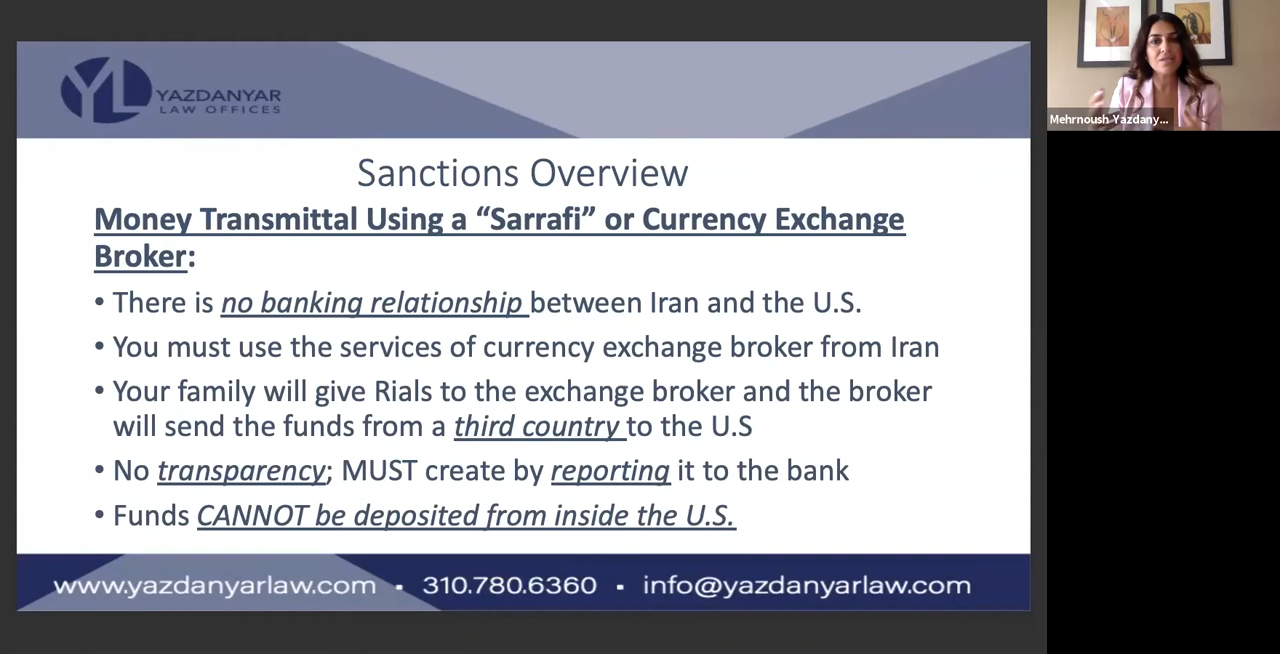 YL YAZDANYAR
LAW OFFICES
Sanctions Overview
Money Transmittal Using a “Sarrafi” or Currency Exchange
Broker:
• There is no banking relationship between Iran and the U.S.
• You must use the services of currency exchange broker from Iran
• Your family will give Rials to the exchange broker and the broker
will send the funds from a third country to the U.S
• No transparency; MUST create by reporting it to the bank
• Funds CANNOT be deposited from inside the U.S.
www.yazdanyarlaw.com ▪ 310.780.6360 ▪ info@yazdanyarlaw.com
Mehrnoush Yazdany...